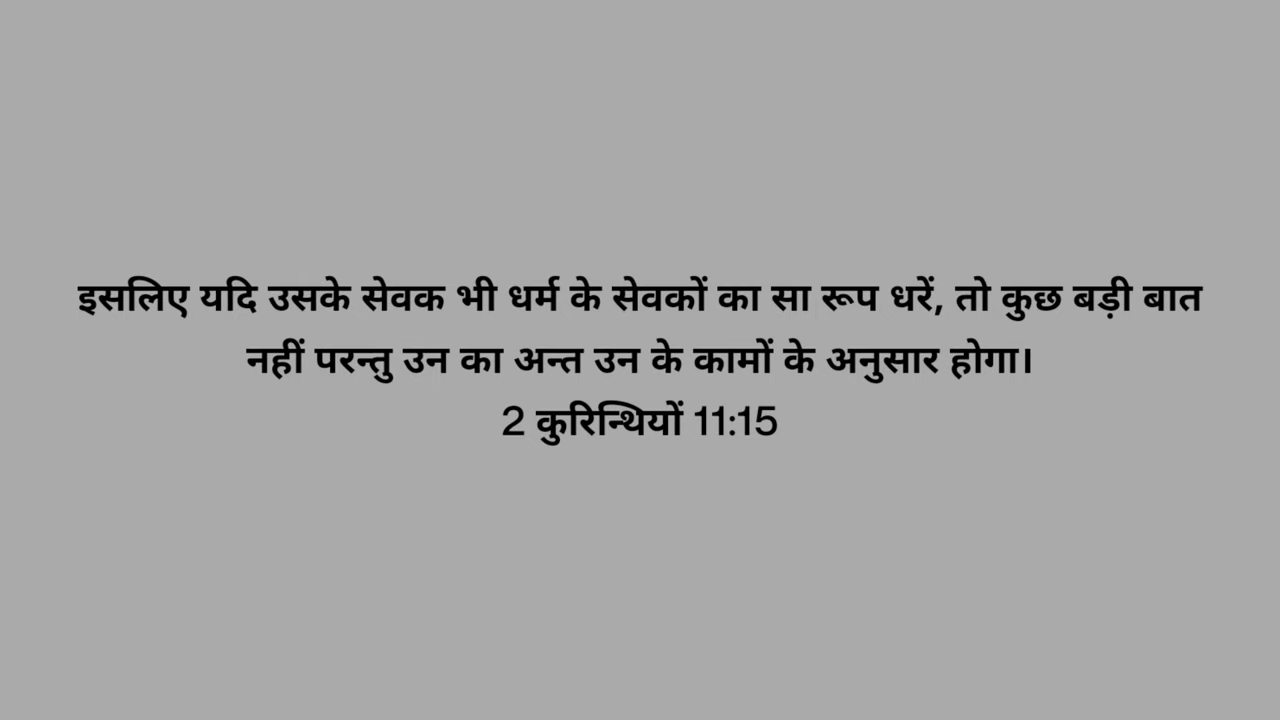 इसलिए यदि उसके सेवक भी धर्म के सेवकों का सा रूप धरें, तो कुछ बड़ी बात
नहीं परन्तु उन का अन्त उन के कामों के अनुसार होगा।
2 कुरिन्थियों 11:15